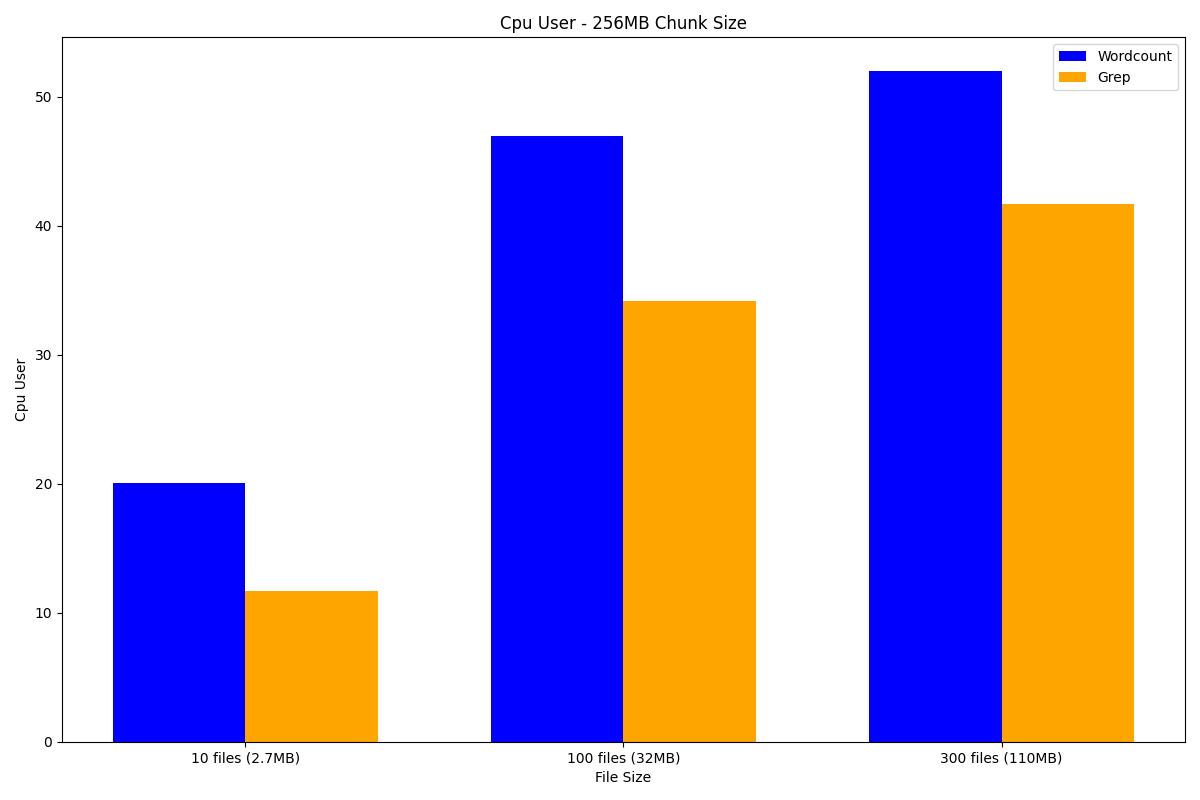 Cpu User - 256MB Chunk Size
Wordcount
Grep
Cpu User
50
40
30
20
10
0
10 files (2.7MB)
100 files (32MB)
300 files (110MB)
File Size